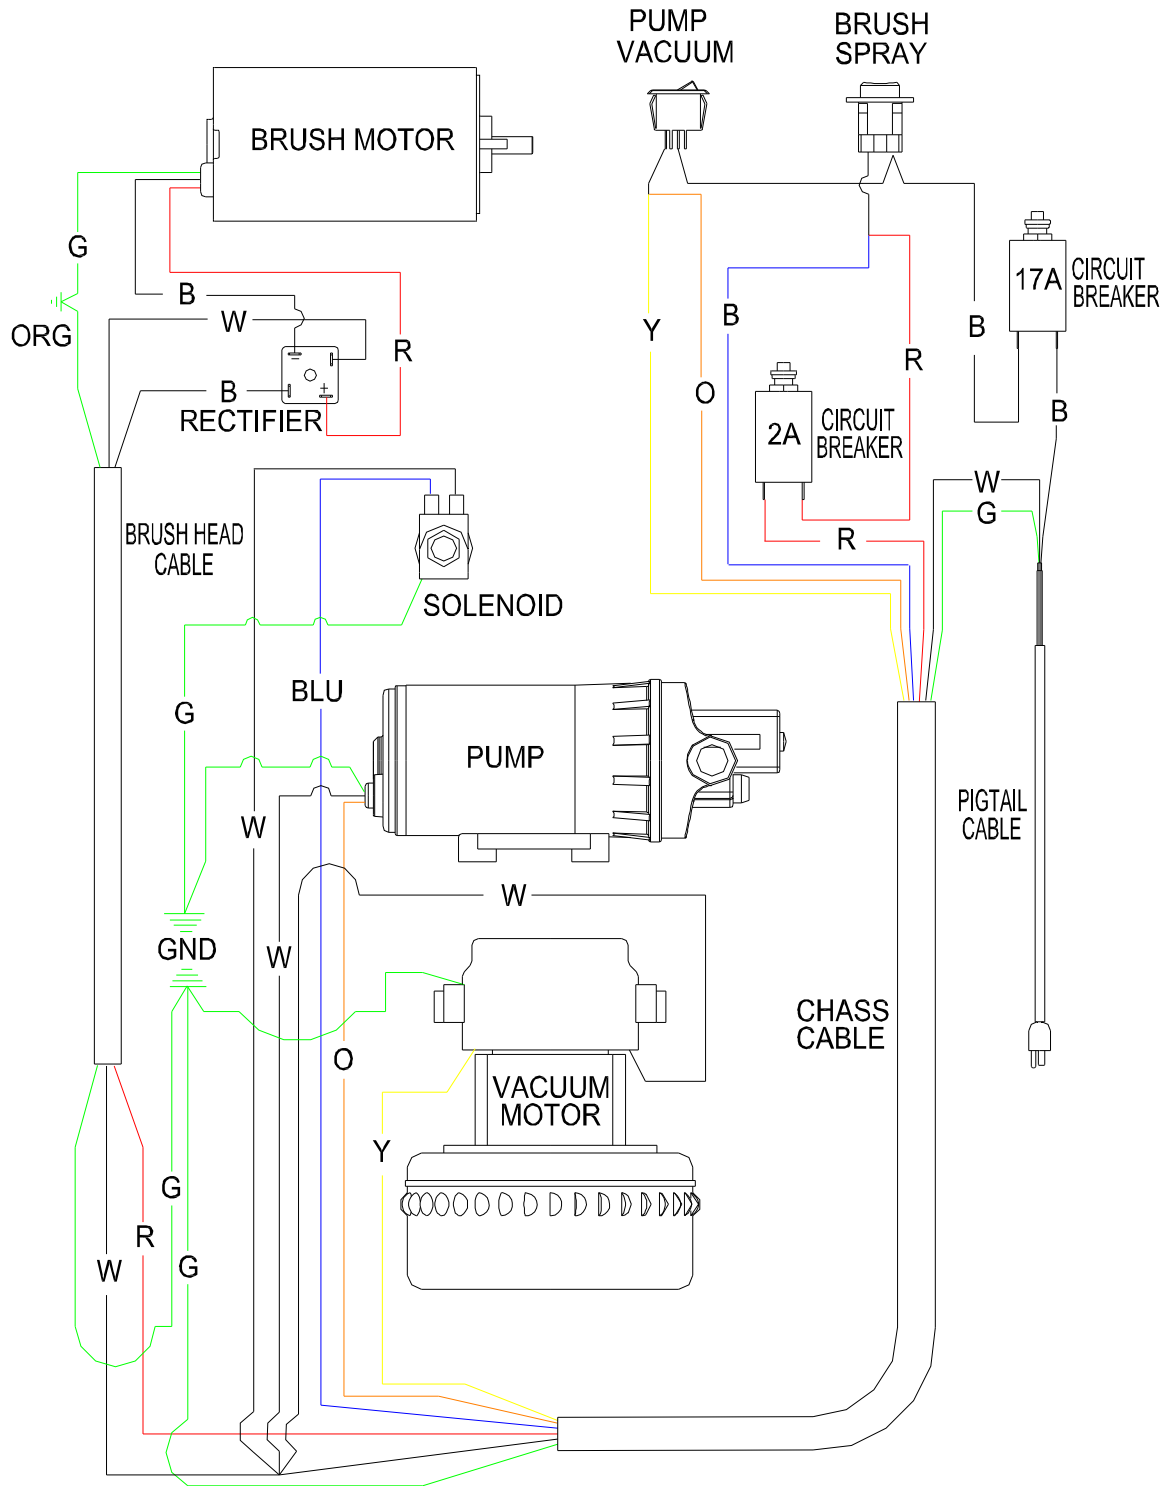 PUMP
VACUUM
BRUSH
SPRAY
BRUSH MOTOR
G
B
ORG
W
R
B
RECTIFIER
17A
CIRCUIT
BREAKER
Y
B
B
R
O
B
2A
CIRCUIT
BREAKER
W
G
R
BRUSH HEAD
CABLE
SOLENOID
BLU
G
PUMP
W
PIGTAIL
CABLE
W
GND
W
CHASS
CABLE
O
VACUUM
MOTOR
Y
G
R
G
W